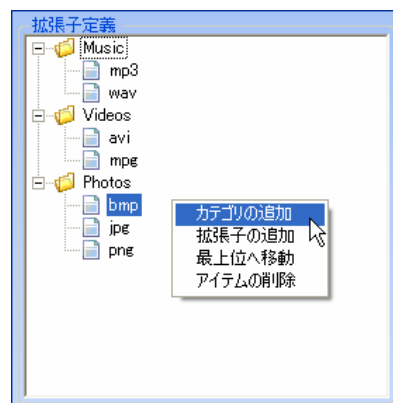 拡張子定義
Music
mp3
wav
Videos
avi
mpg
Photos
bmp
jpg
png
カテゴリの追加
拡張子の追加
最上位へ移動
アイテムの削除